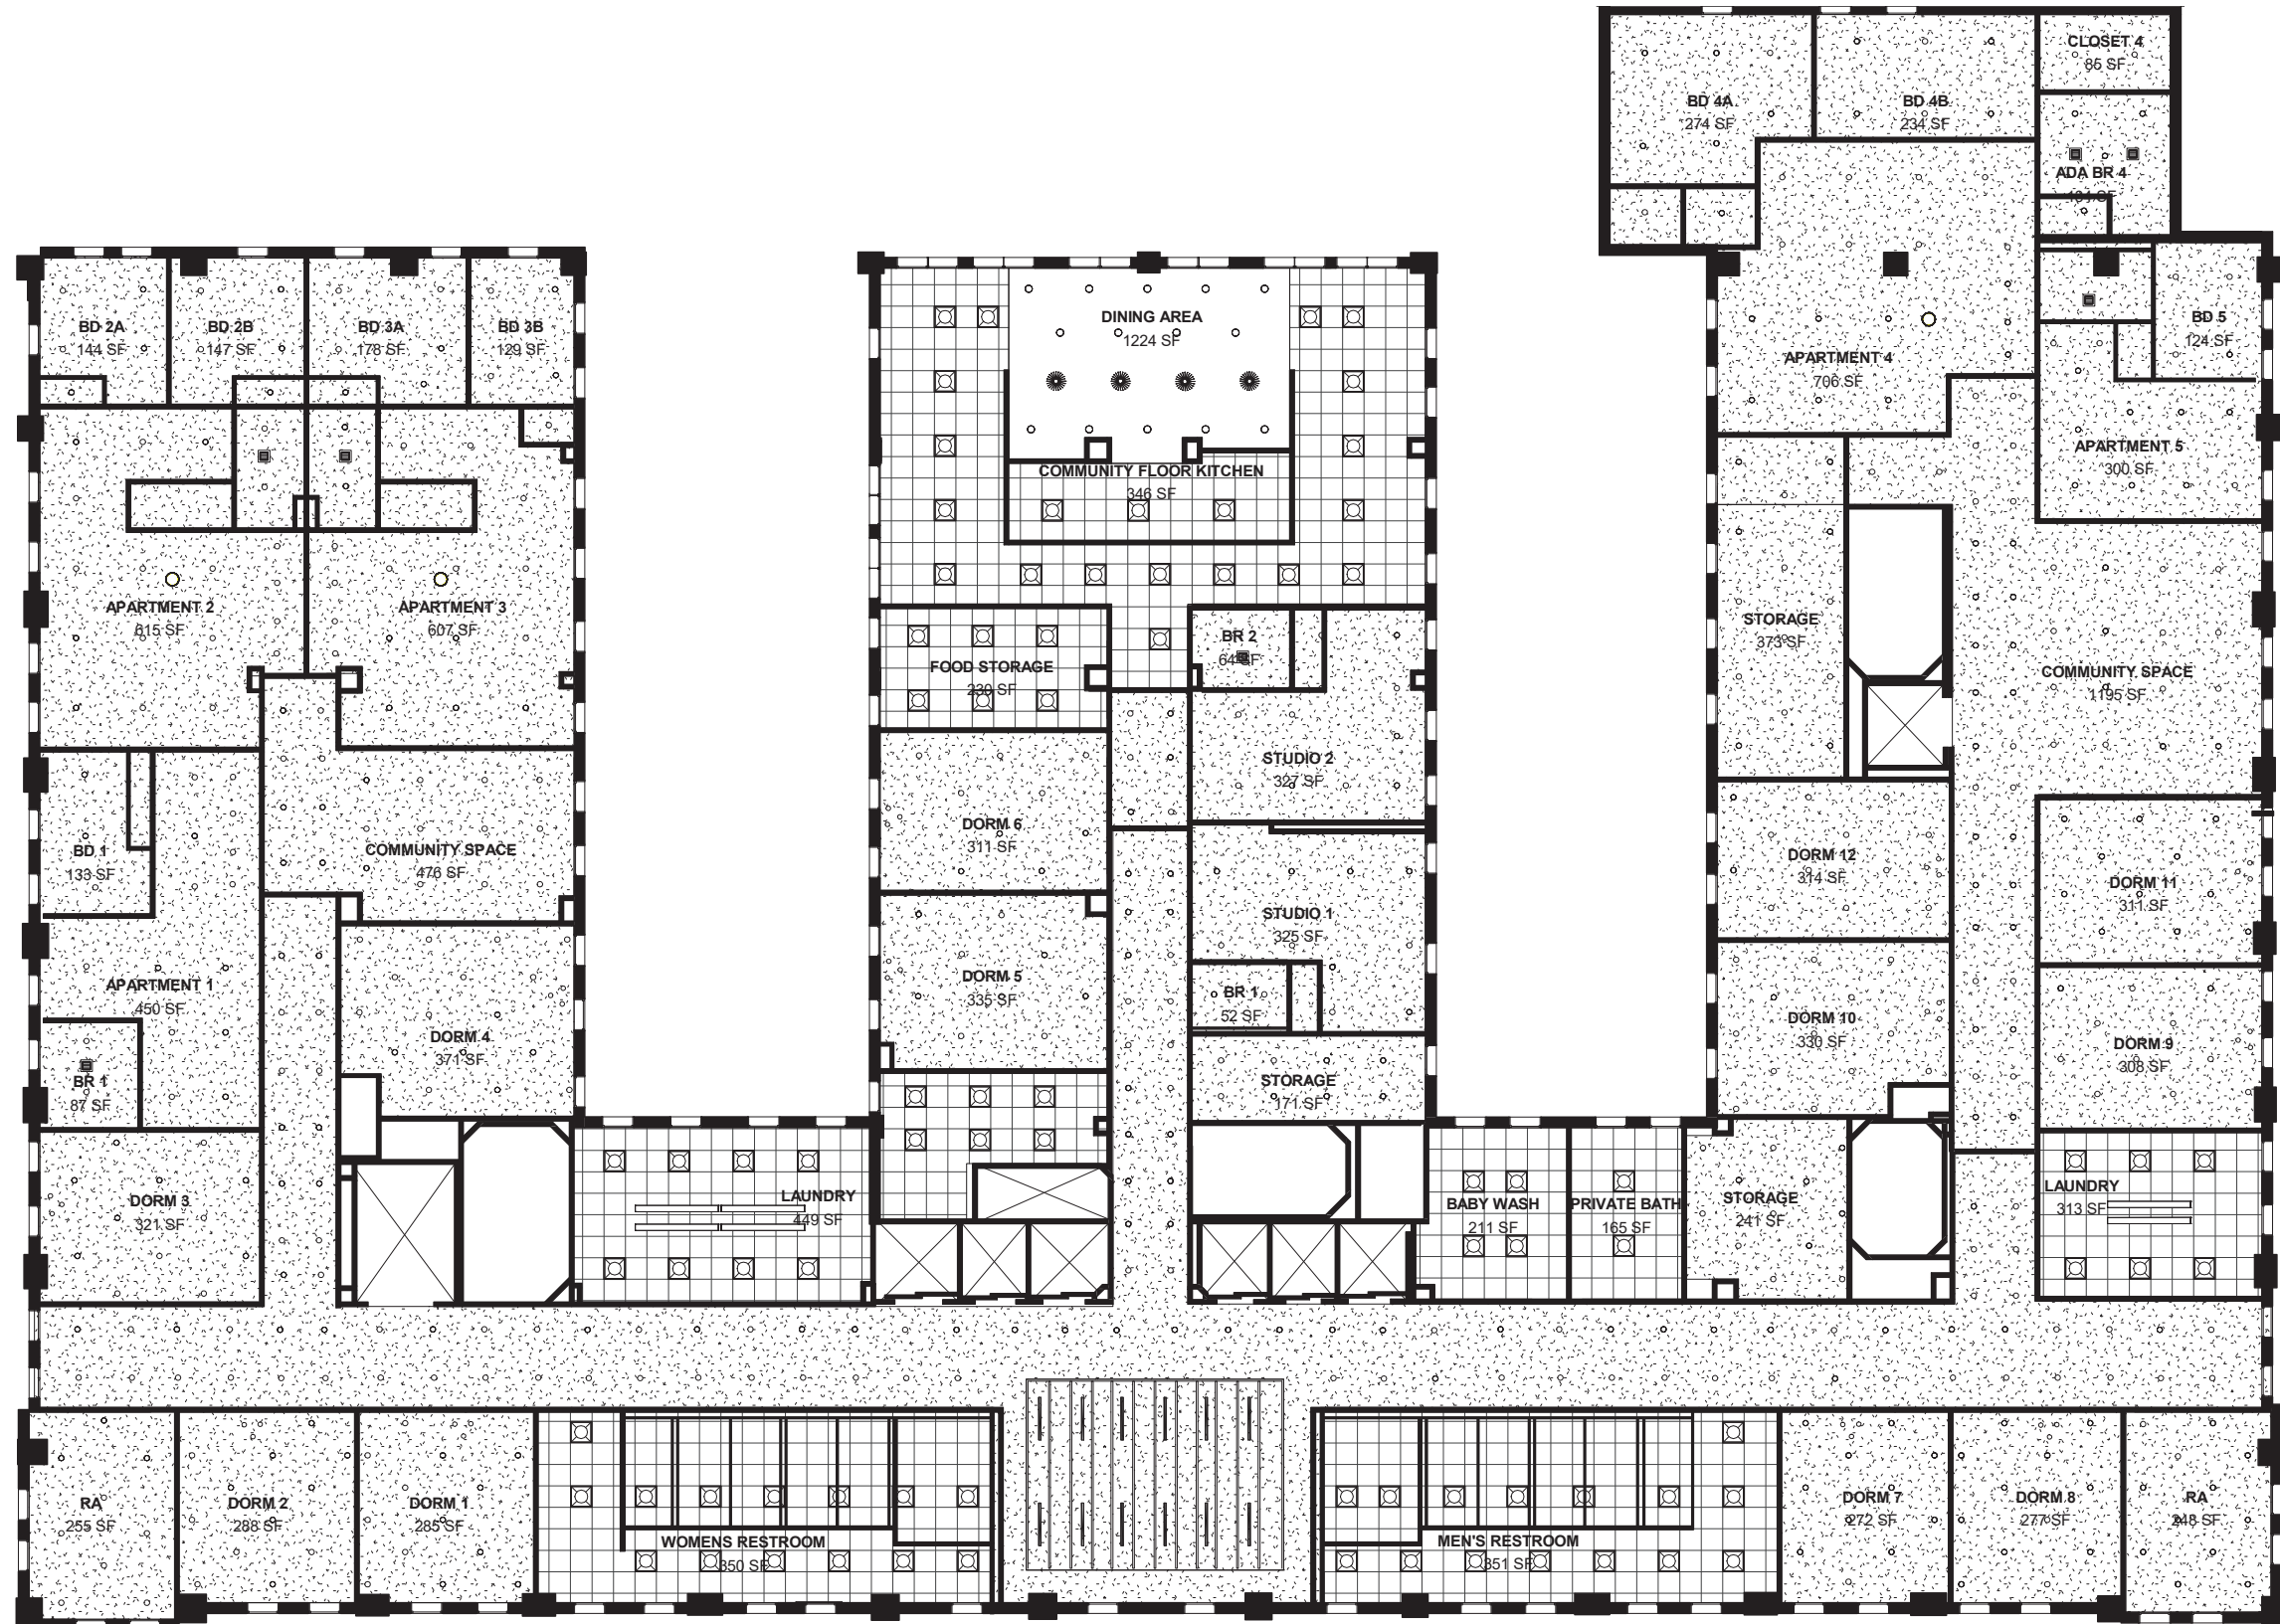 CLOSET 4
85 SF
BD 4A
274 SF
BD 4B
234 SF
ADA BR 4
BD 2A
144 SF
BD 2B
147 SF
BD 3A
178 SF
BD 3B
129 SF
DINING AREA
1224 SF
BD 5
124 SF
APARTMENT 4
706 SF
APARTMENT 5
300 SF
COMMUNITY FLOOR KITCHEN
346 SF
APARTMENT 2
615 SF
APARTMENT 3
607 SF
BR 2
64 SF
FOOD STORAGE
230 SF
STORAGE
373 SF
COMMUNITY SPACE
1195 SF
STUDIO 2
327 SF
DORM 6
311 SF
BD 1
133 SF
COMMUNITY SPACE
476 SF
DORM 12
314 SF
DORM 11
311 SF
STUDIO 1
325 SF
DORM 5
335 SF
APARTMENT 1
450 SF
BR 1
52 SF
DORM 10
330 SF
DORM 4
371 SF
DORM 9
308 SF
BR 1
87 SF
STORAGE
171 SF
DORM 3
321 SF
LAUNDRY
449 SF
BABY WASH
211 SF
PRIVATE BATH
165 SF
STORAGE
241 SF
LAUNDRY
313 SF
RA
255 SF
DORM 2
288 SF
DORM 1
285 SF
WOMENS RESTROOM
350 SF
MEN'S RESTROOM
351 SF
DORM 7
272 SF
DORM 8
277 SF
RA
248 SF